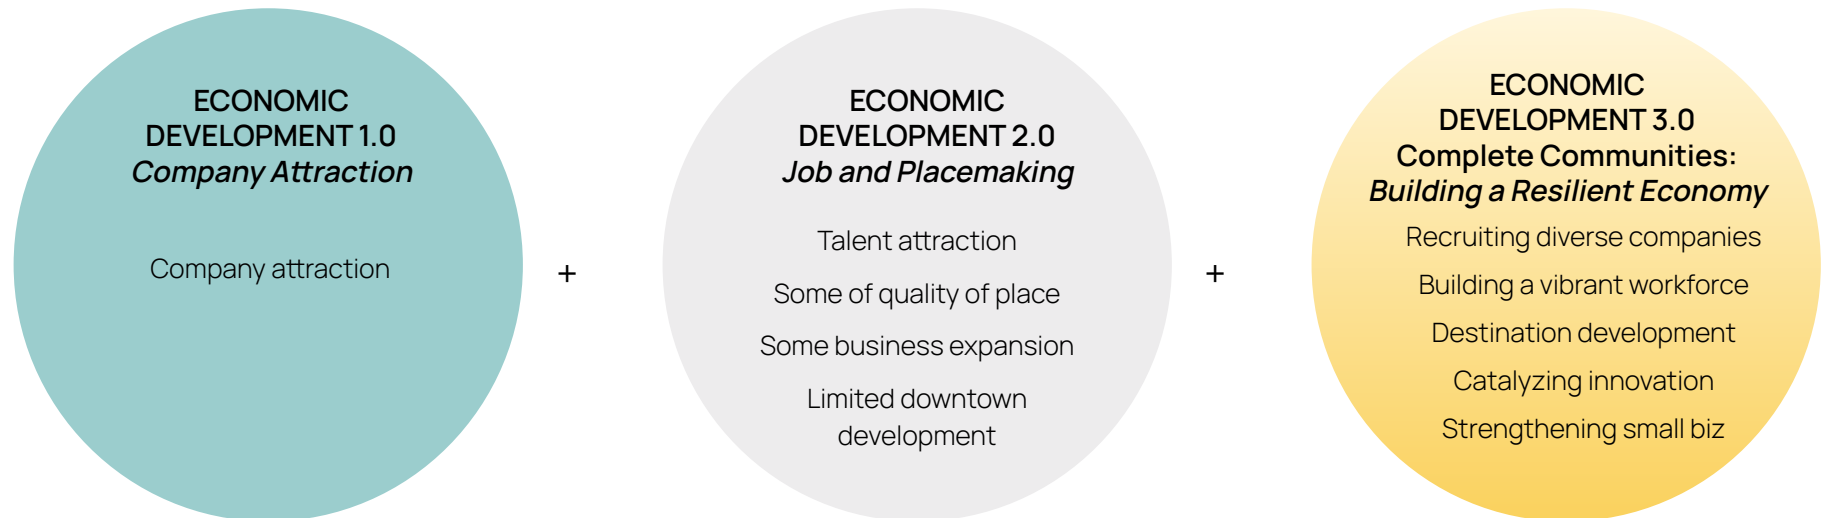 ECONOMIC
DEVELOPMENT 1.0
Company Attraction
Company attraction
+
ECONOMIC
DEVELOPMENT 2.0
Job and Placemaking
Talent attraction
Some of quality of place
Some business expansion
Limited downtown
development
+
ECONOMIC
DEVELOPMENT 3.0
Complete Communities:
Building a Resilient Economy
Recruiting diverse companies
Building a vibrant workforce
Destination development
Catalyzing innovation
Strengthening small biz